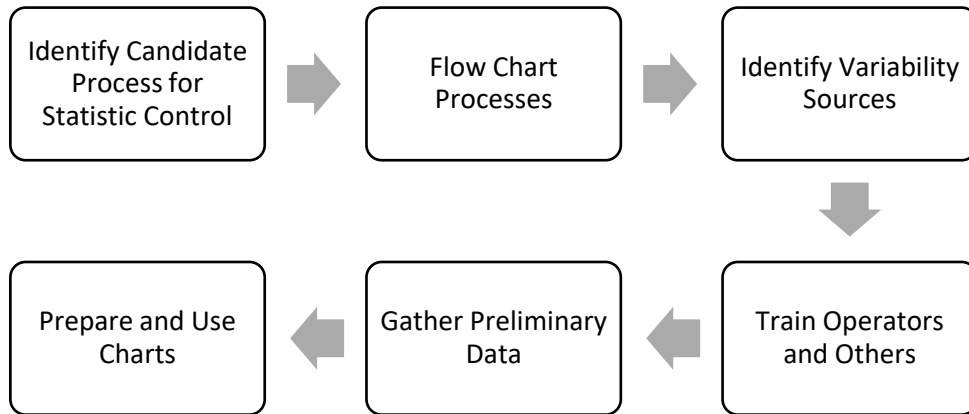 Identify Candidate
Process for
Statistic Control
Flow Chart
Processes
Identify Variability
Sources
Train Operators
and Others
Gather Preliminary
Data
Prepare and Use
Charts